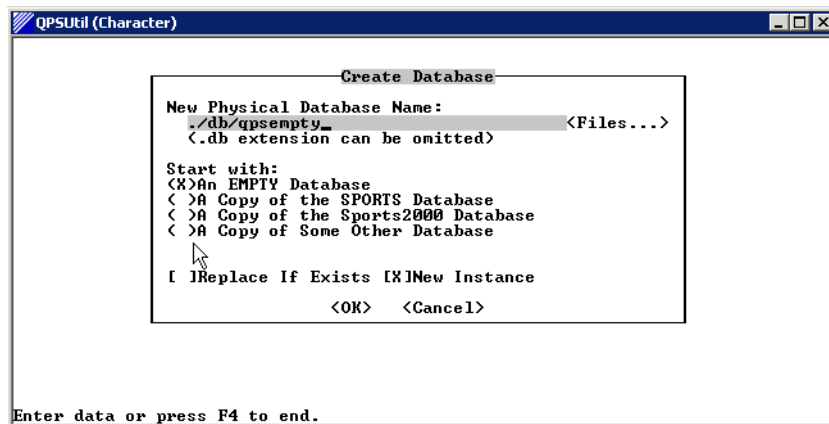 QPSUtil (Character)
Create Database
New Physical Database Name:
./db/qpsempty_ <Files...>
(.db extension can be omitted)
Start with:
(X)An EMPTY Database
( )A Copy of the SPORTS Database
( )A Copy of the Sports2000 Database
( )A Copy of Some Other Database
[ ]Replace If Exists [X]New Instance
<OK> <Cancel>
Enter data or press F4 to end.